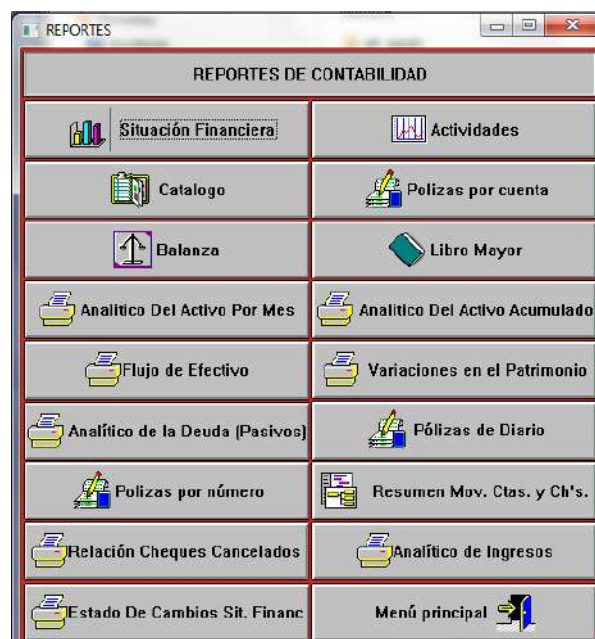 REPORTES
REPORTES DE CONTABILIDAD
Situación Financiera
Actividades
Catalogo
Polizas por cuenta
Balanza
Libro Mayor
Analitico Del Activo Por Mes
Analitico Del Activo Acumulado
Flujo de Efectivo
Variaciones en el Patrimonio
Analítico de la Deuda (Pasivos)
Pólizas de Diario
Polizas por número
Resumen Mov. Ctas. y Ch's.
Relación Cheques Cancelados
Analítico de Ingresos
Estado De Cambios Sit. Financ
Menú principal